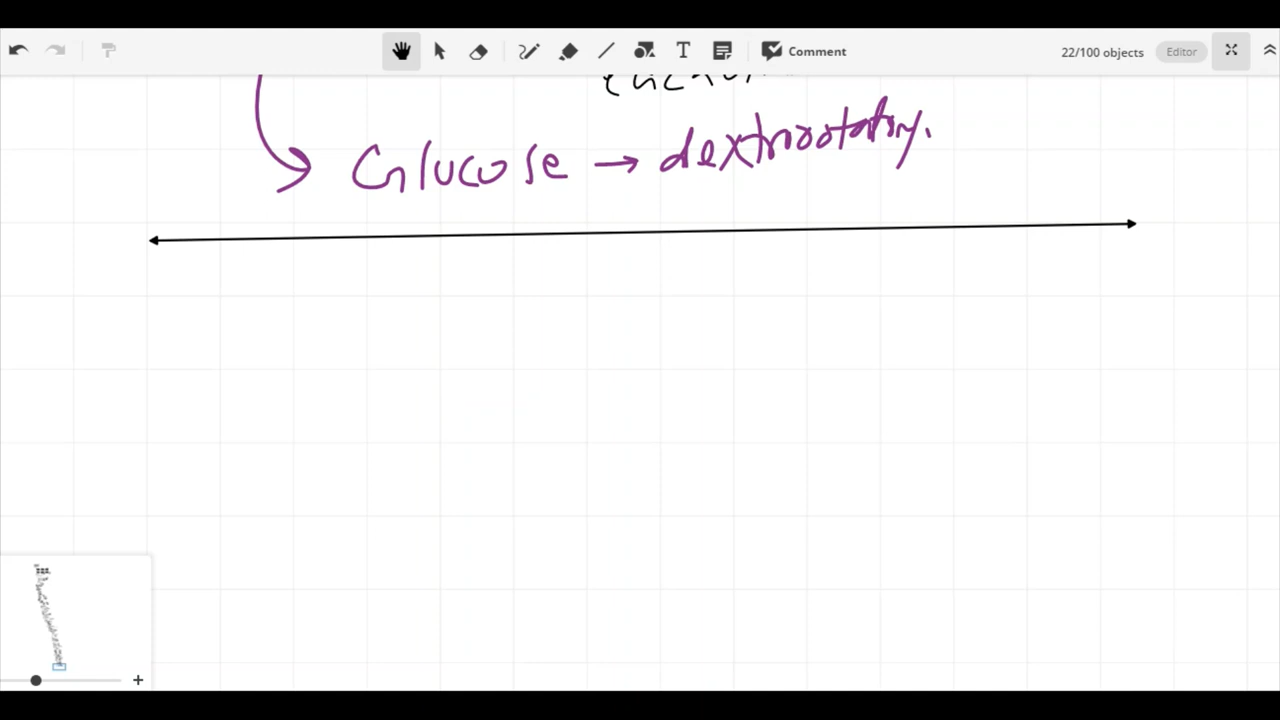 Comment
22/100 objects
Editor
Glucose → dextrorotatory.